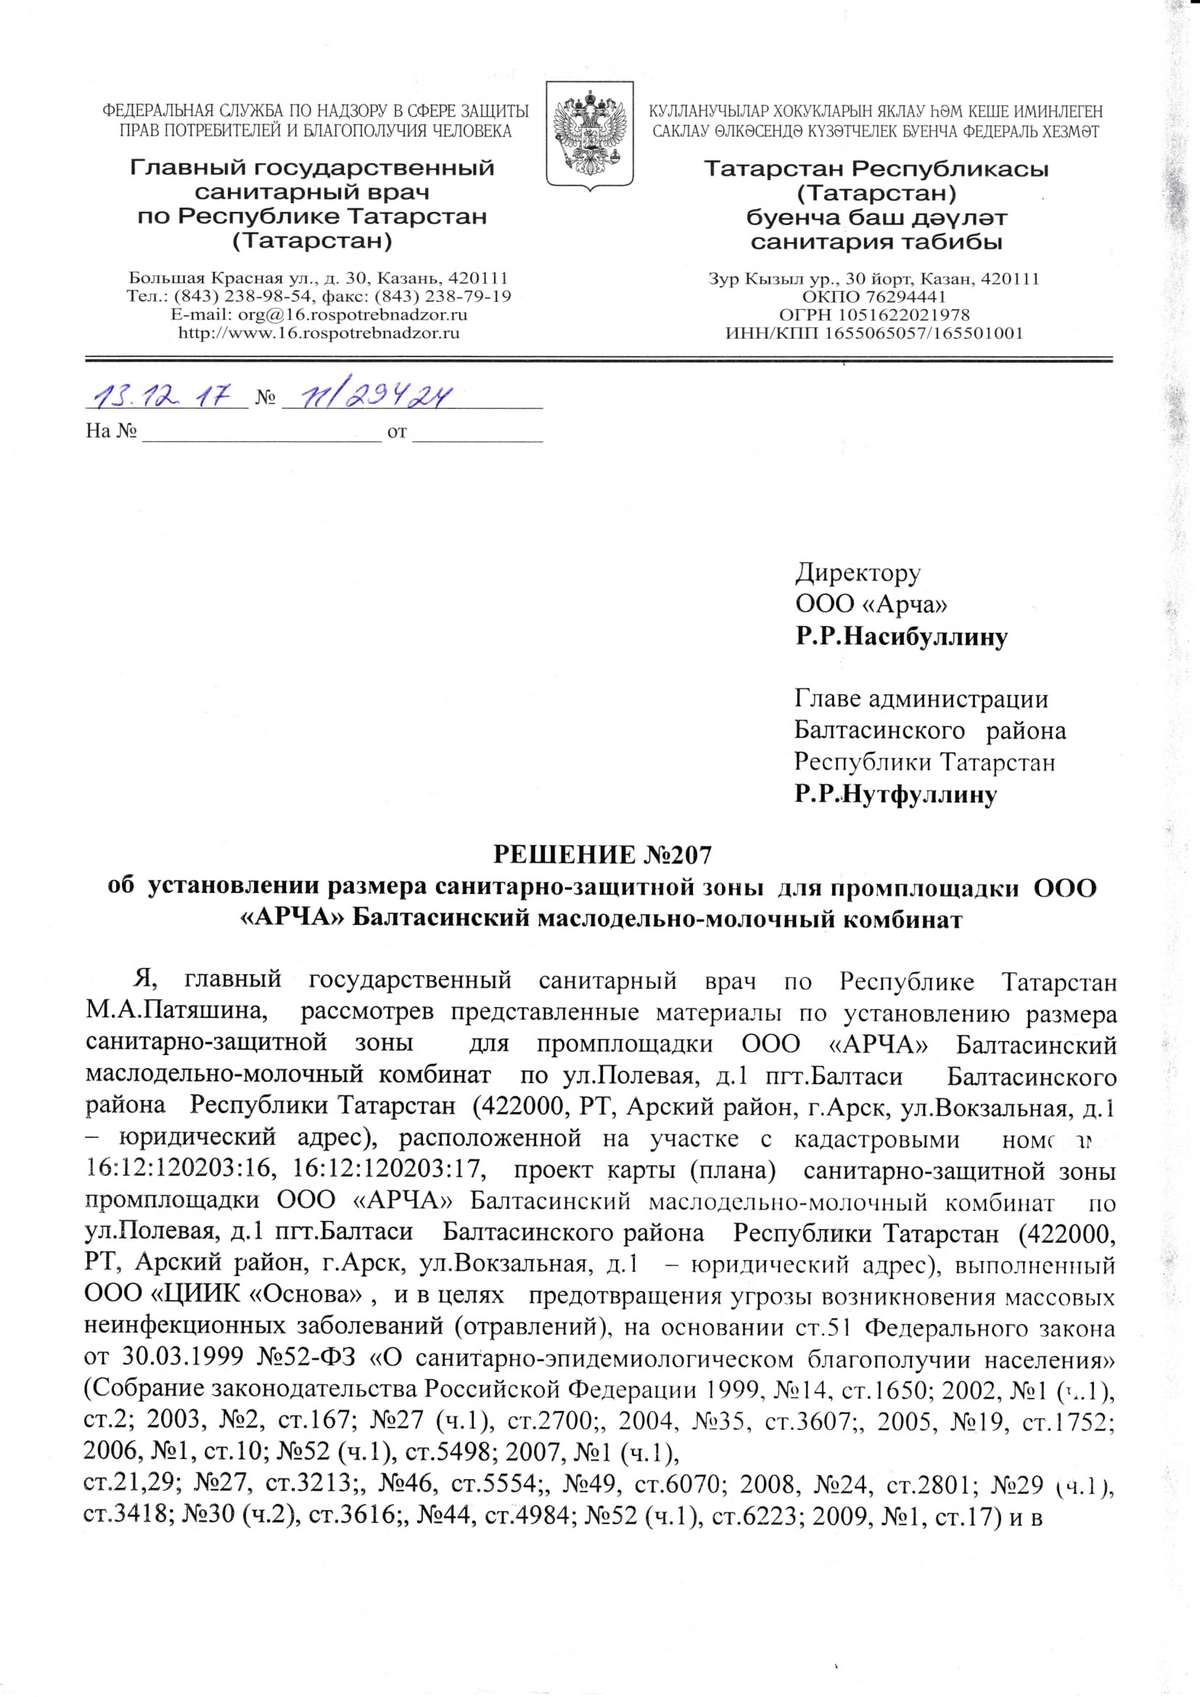 ФЕДЕРАЛЬНАЯ СЛУЖБА ПО НАДЗОРУ В СФЕРЕ ЗАЩИТЫ
ПРАВ ПОТРЕБИТЕЛЕЙ И БЛАГОПОЛУЧИЯ ЧЕЛОВЕКА
Главный государственный
санитарный врач
по Республике Татарстан
(Татарстан)
Большая Красная ул., д. 30, Казань, 420111
Тел.: (843) 238-98-54, факс: (843) 238-79-19
E-mail: org@16.rospotrebnadzor.ru
http://www.16.rospotrebnadzor.ru
КУЛЛАНУЧЫЛАР ХОКУКЛАРЫН ЯКЛАУ ҺӘМ КЕШЕ ИМИНЛЕГЕН
САКЛАУ ӨЛКӘСЕНДӘ КҮЗӘТЧЕЛЕК БУЕНЧА ФЕДЕРАЛЬ ХЕЗМӘТ
Татарстан Республикасы
(Татарстан)
буенча баш дәүләт
санитария табибы
Зур Кызыл ур., 30 йорт, Казан, 420111
ОКПО 76294441
ОГРН 1051622021978
ИНН/КПП 1655065057/165501001
13.12.17 № 11/29424
На № ____ от ____
Директору
ООО «Арча»
Р.Р.Насибуллину
Главе администрации
Балтасинского района
Республики Татарстан
Р.Р.Нутфуллину
РЕШЕНИЕ №207
об установлении размера санитарно-защитной зоны для промплощадки ООО
«АРЧА» Балтасинский маслодельно-молочный комбинат
Я, главный государственный санитарный врач по Республике Татарстан
М.А.Патяшина, рассмотрев представленные материалы по установлению размера
санитарно-защитной зоны для промплощадки ООО «АРЧА» Балтасинский
маслодельно-молочный комбинат по ул.Полевая, д.1 пгт.Балтаси Балтасинского
района Республики Татарстан (422000, РТ, Арский район, г.Арск, ул.Вокзальная, д.1
– юридический адрес), расположенной на участке с кадастровыми
16:12:120203:16, 16:12:120203:17, проект карты (плана) санитарно-защитной зоны
промплощадки ООО «АРЧА» Балтасинский маслодельно-молочный комбинат по
ул.Полевая, д.1 пгт.Балтаси Балтасинского района Республики Татарстан (422000,
РТ, Арский район, г.Арск, ул.Вокзальная, д.1 – юридический адрес), выполненный
ООО «ЦИИК «Основа» , и в целях предотвращения угрозы возникновения массовых
неинфекционных заболеваний (отравлений), на основании ст.51 Федерального закона
от 30.03.1999 №52-ФЗ «О санитарно-эпидемиологическом благополучии населения»
(Собрание законодательства Российской Федерации 1999, №14, ст.1650; 2002, №1 (ч.1),
ст.2; 2003, №2, ст.167; №27 (ч.1), ст.2700;, 2004, №35, ст.3607;, 2005, №19, ст.1752;
2006, №1, ст.10; №52 (ч.1), ст.5498; 2007, №1 (ч.1),
ст.21,29; №27, ст.3213;, №46, ст.5554;, №49, ст.6070; 2008, №24, ст.2801; №29 (ч.1),
ст.3418; №30 (ч.2), ст.3616;, №44, ст.4984; №52 (ч.1), ст.6223; 2009, №1, ст.17) и в